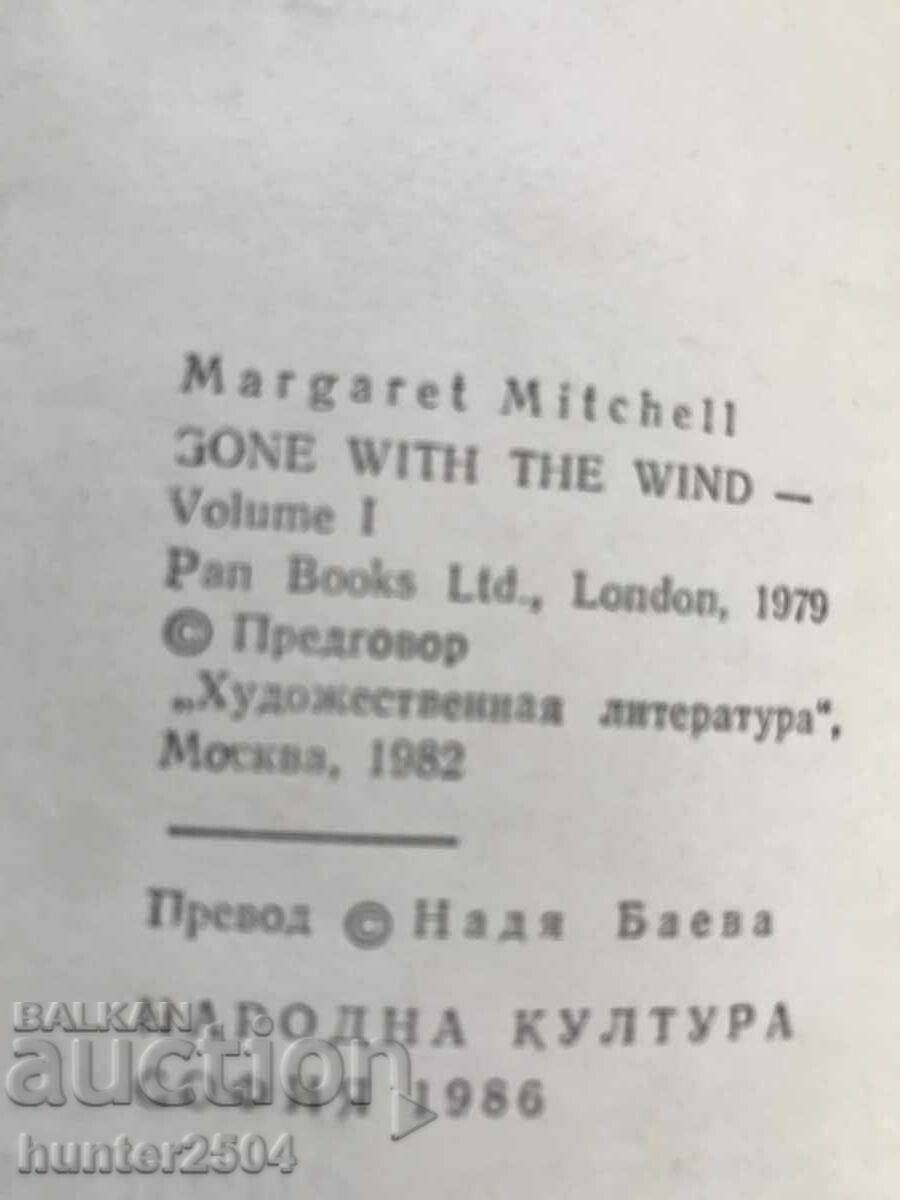 Margaret Mitchell
GONE WITH THE WIND —
Volume I
Pan Books Ltd., London, 1979
© Предговор
„Художественная литература“,
Москва, 1982
Превод © Надя Баева
НАРОДНА КУЛТУРА
СОФИЯ 1986
BALKAN
auction
hunter2504